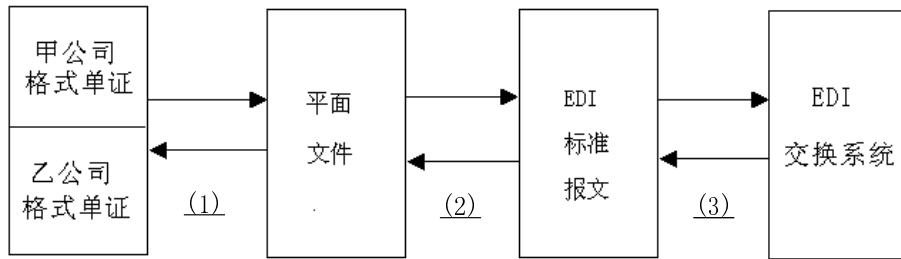 甲公司
格式单证
乙公司
格式单证
(1)
平面
文件
(2)
EDI
标准
报文
(3)
EDI
交换系统